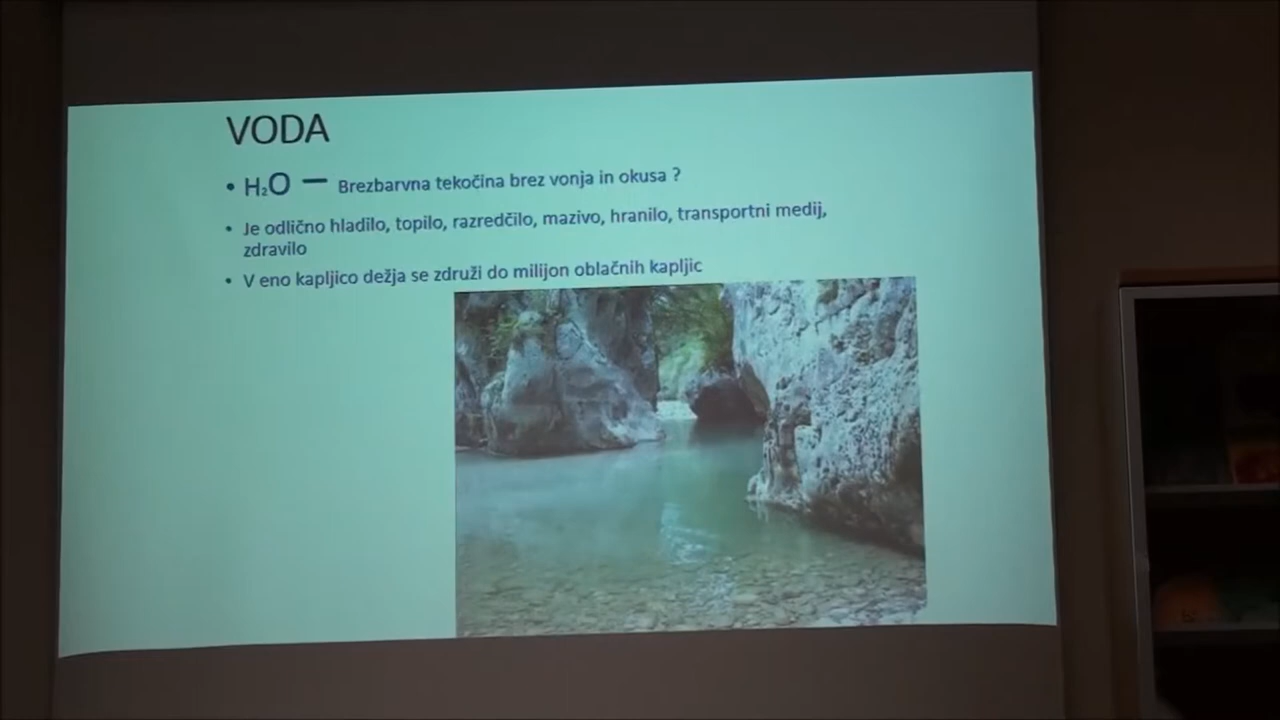 VODA
• H₂O – Brezbarvna tekočina brez vonja in okusa ?
• Je odlično hladilo, topilo, razredčilo, mazivo, hranilo, transportni medij,
zdravilo
• V eno kapljico dežja se združi do milijon oblačnih kapljic